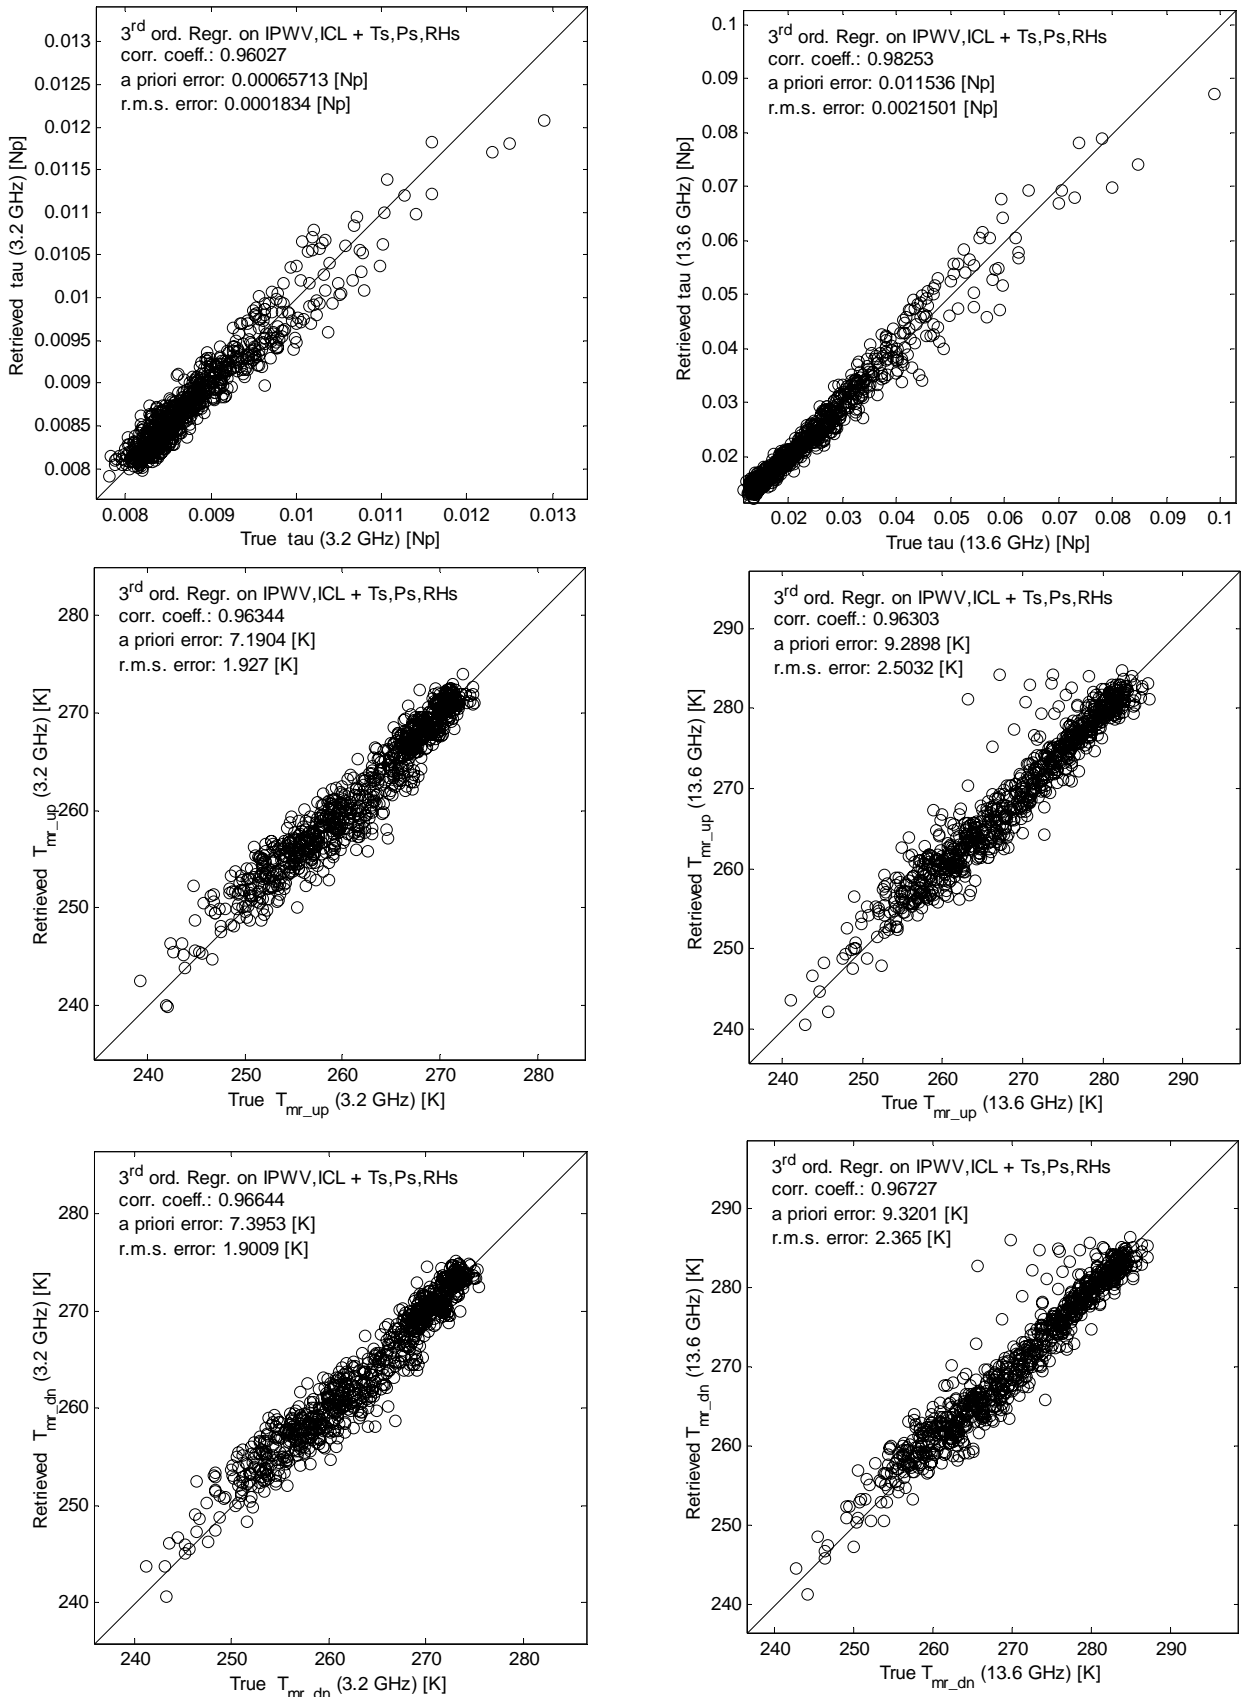 3rd ord. Regr. on IPWV,ICL + Ts,Ps,RHs
corr. coeff.: 0.96027
a priori error: 0.00065713 [Np]
r.m.s. error: 0.0001834 [Np]
0.013
0.0125
0.012
0.0115
0.011
0.0105
0.01
0.0095
0.009
0.0085
0.008
Retrieved tau (3.2 GHz) [Np]
0.008 0.009 0.01 0.011 0.012 0.013
True tau (3.2 GHz) [Np]
3rd ord. Regr. on IPWV,ICL + Ts,Ps,RHs
corr. coeff.: 0.98253
a priori error: 0.011536 [Np]
r.m.s. error: 0.0021501 [Np]
0.1
0.09
0.08
0.07
0.06
0.05
0.04
0.03
0.02
Retrieved tau (13.6 GHz) [Np]
0.02 0.03 0.04 0.05 0.06 0.07 0.08 0.09 0.1
True tau (13.6 GHz) [Np]
3rd ord. Regr. on IPWV,ICL + Ts,Ps,RHs
corr. coeff.: 0.96344
a priori error: 7.1904 [K]
r.m.s. error: 1.927 [K]
280
270
260
250
240
Retrieved Tmr_up (3.2 GHz) [K]
240 250 260 270 280
True Tmr_up (3.2 GHz) [K]
3rd ord. Regr. on IPWV,ICL + Ts,Ps,RHs
corr. coeff.: 0.96303
a priori error: 9.2898 [K]
r.m.s. error: 2.5032 [K]
290
280
270
260
250
240
Retrieved Tmr_up (13.6 GHz) [K]
240 250 260 270 280 290
True Tmr_up (13.6 GHz) [K]
3rd ord. Regr. on IPWV,ICL + Ts,Ps,RHs
corr. coeff.: 0.96644
a priori error: 7.3953 [K]
r.m.s. error: 1.9009 [K]
280
270
260
250
240
Retrieved Tmr_dn (3.2 GHz) [K]
240 250 260 270 280
True Tmr_dn (3.2 GHz) [K]
3rd ord. Regr. on IPWV,ICL + Ts,Ps,RHs
corr. coeff.: 0.96727
a priori error: 9.3201 [K]
r.m.s. error: 2.365 [K]
290
280
270
260
250
240
Retrieved Tmr_dn (13.6 GHz) [K]
240 250 260 270 280 290
True Tmr_dn (13.6 GHz) [K]